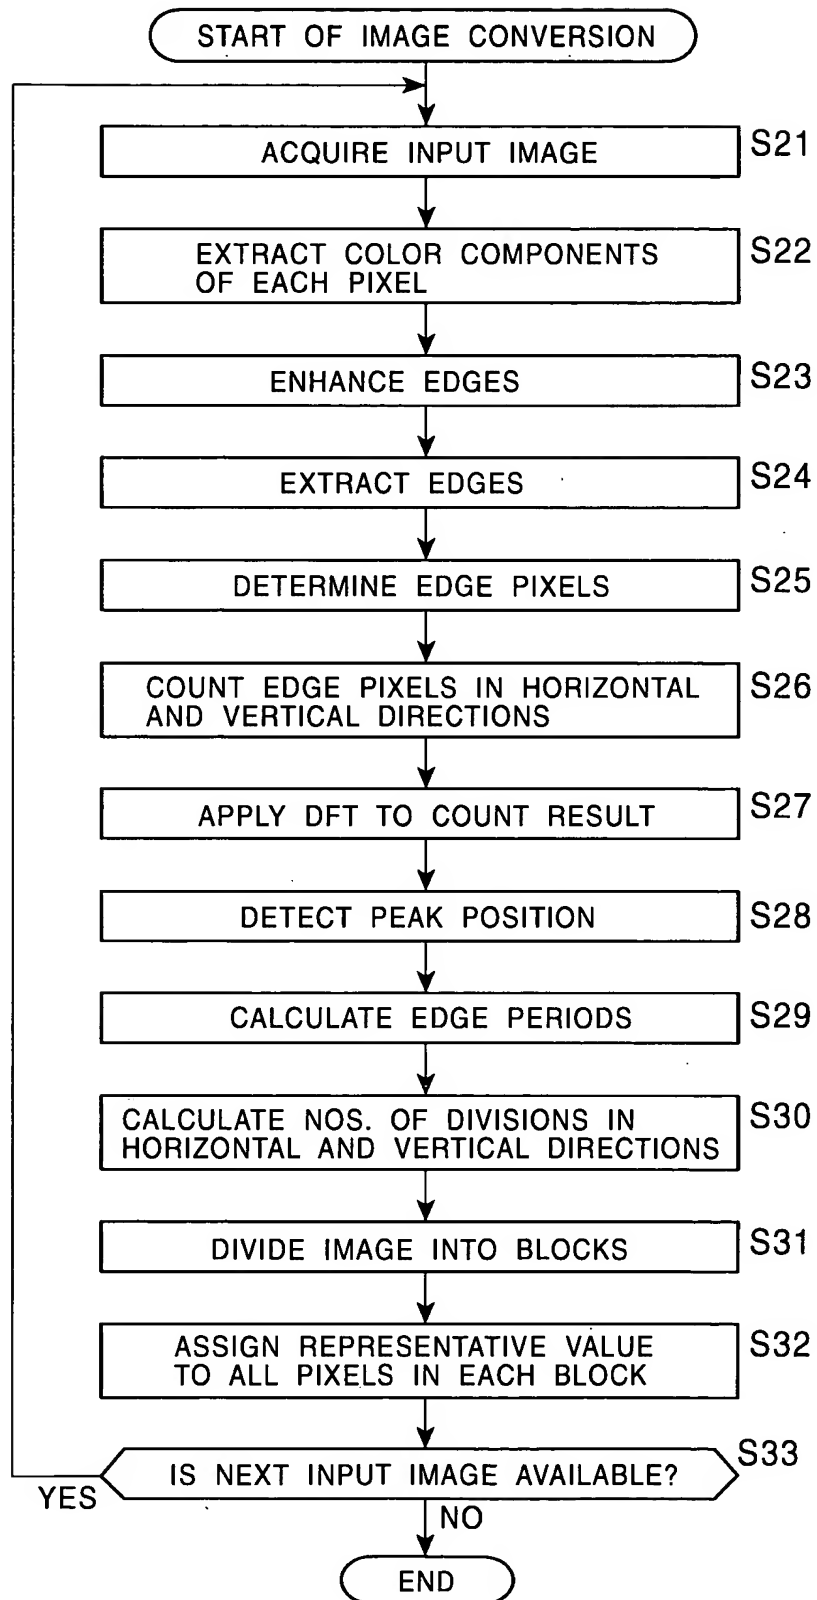 START OF IMAGE CONVERSION
ACQUIRE INPUT IMAGE
S21
EXTRACT COLOR COMPONENTS
OF EACH PIXEL
S22
ENHANCE EDGES
S23
EXTRACT EDGES
S24
DETERMINE EDGE PIXELS
S25
COUNT EDGE PIXELS IN HORIZONTAL
AND VERTICAL DIRECTIONS
S26
APPLY DFT TO COUNT RESULT
S27
DETECT PEAK POSITION
S28
CALCULATE EDGE PERIODS
S29
CALCULATE NOS. OF DIVISIONS IN
HORIZONTAL AND VERTICAL DIRECTIONS
S30
DIVIDE IMAGE INTO BLOCKS
S31
ASSIGN REPRESENTATIVE VALUE
TO ALL PIXELS IN EACH BLOCK
S32
IS NEXT INPUT IMAGE AVAILABLE?
S33
YES
NO
END